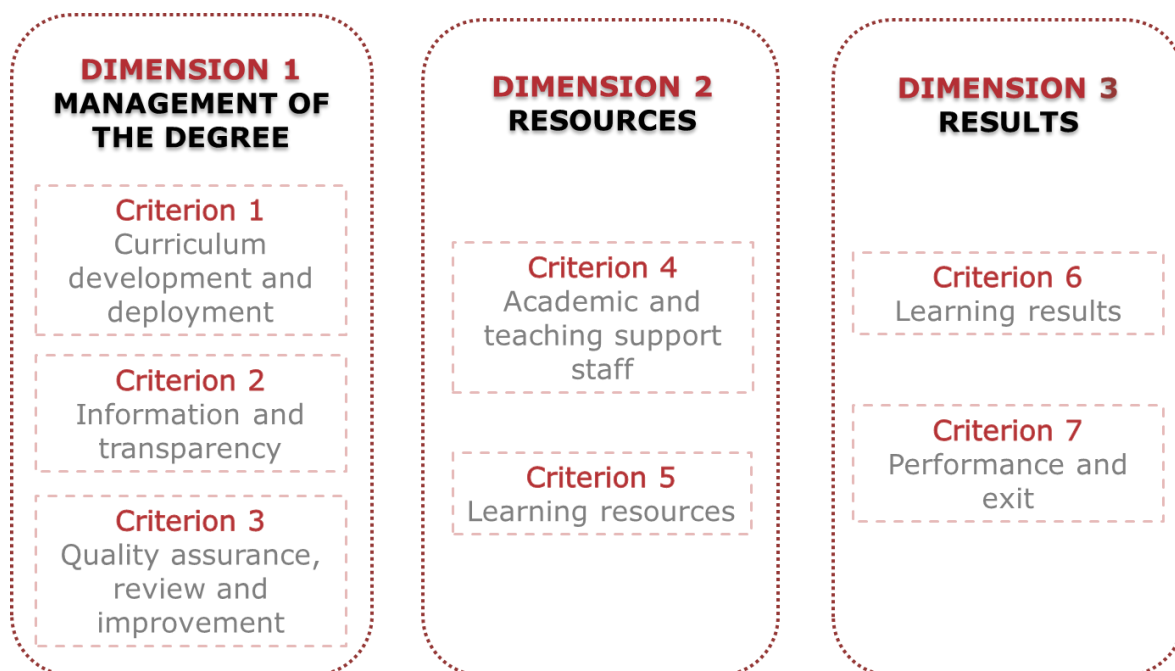 DIMENSION 1
MANAGEMENT OF
THE DEGREE
Criterion 1
Curriculum
development and
deployment
Criterion 2
Information and
transparency
Criterion 3
Quality assurance,
review and
improvement
DIMENSION 2
RESOURCES
Criterion 4
Academic and
teaching support
staff
Criterion 5
Learning resources
DIMENSION 3
RESULTS
Criterion 6
Learning results
Criterion 7
Performance and
exit